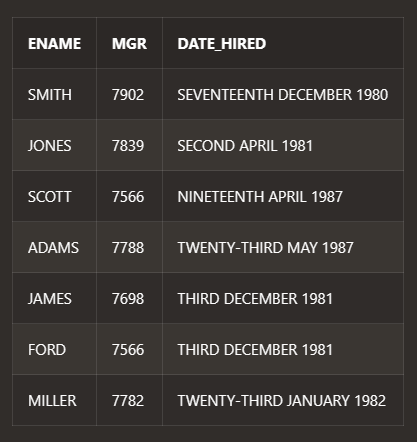 ENAME MGR DATE_HIRED
SMITH 7902 SEVENTEENTH DECEMBER 1980
JONES 7839 SECOND APRIL 1981
SCOTT 7566 NINETEENTH APRIL 1987
ADAMS 7788 TWENTY-THIRD MAY 1987
JAMES 7698 THIRD DECEMBER 1981
FORD 7566 THIRD DECEMBER 1981
MILLER 7782 TWENTY-THIRD JANUARY 1982